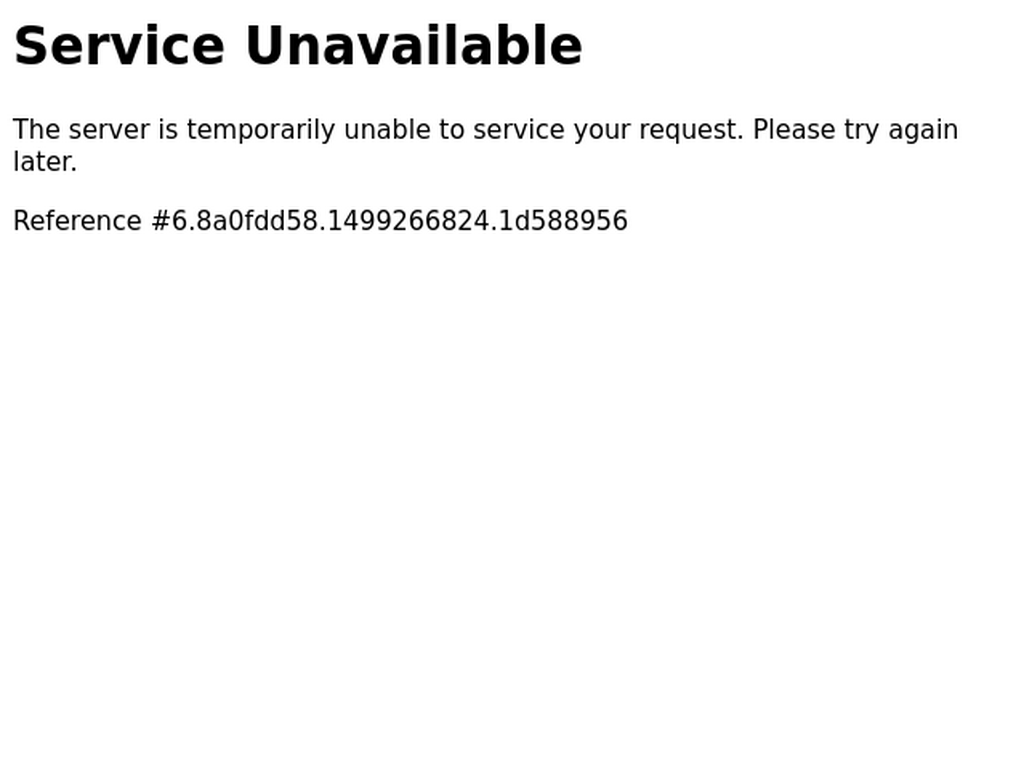 Service Unavailable
The server is temporarily unable to service your request. Please try again
later.
Reference #6.8a0fdd58.1499266824.1d588956